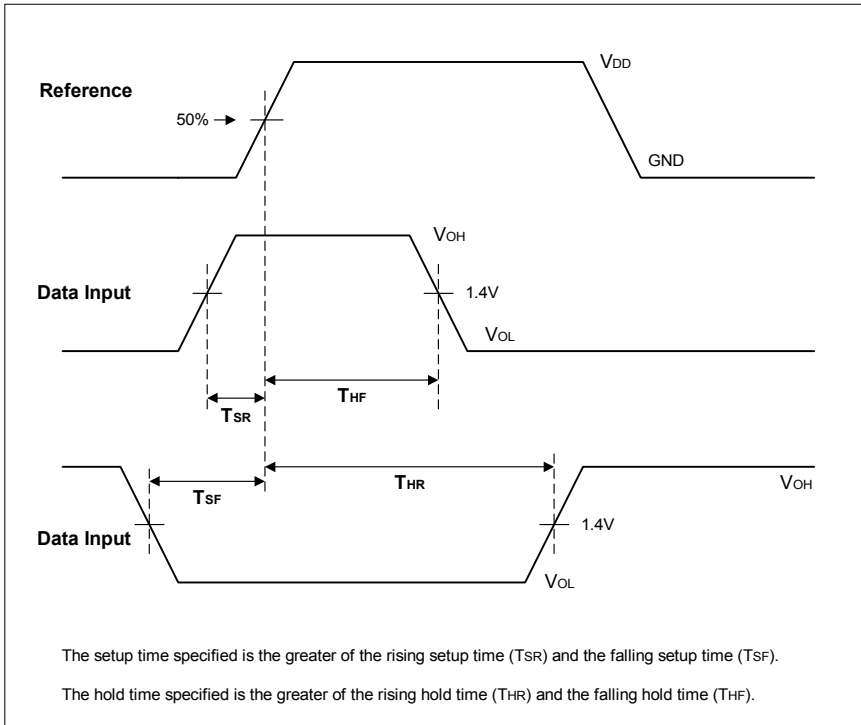 VDD
Reference
50%
GND
VOH
Data Input
1.4V
VOL
THF
TSR
THR
TSF
VOH
Data Input
1.4V
VOL
The setup time specified is the greater of the rising setup time (TSR) and the falling setup time (TSF).
The hold time specified is the greater of the rising hold time (THR) and the falling hold time (THF).